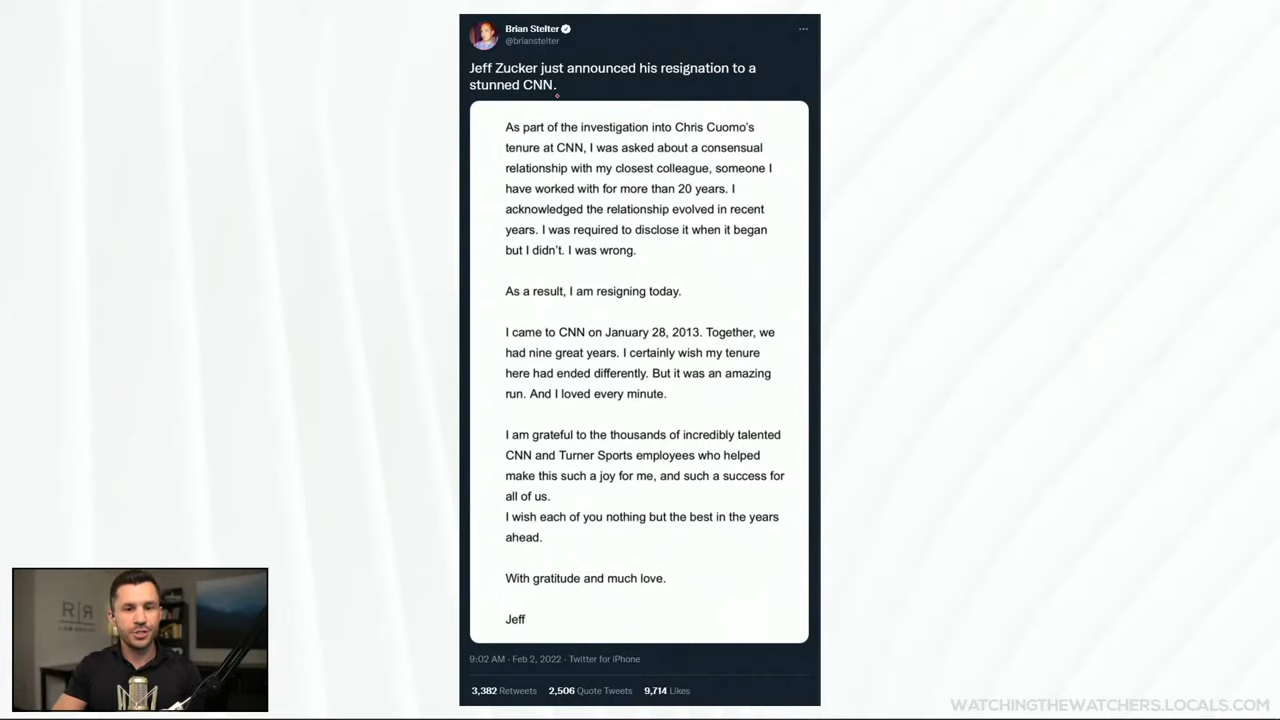 Brian Stelter
@brianstelter
Jeff Zucker just announced his resignation to a
stunned CNN.
As part of the investigation into Chris Cuomo's
tenure at CNN, I was asked about a consensual
relationship with my closest colleague, someone I
have worked with for more than 20 years. I
acknowledged the relationship evolved in recent
years. I was required to disclose it when it began
but I didn't. I was wrong.
As a result, I am resigning today.
I came to CNN on January 28, 2013. Together, we
had nine great years. I certainly wish my tenure
here had ended differently. But it was an amazing
run. And I loved every minute.
I am grateful to the thousands of incredibly talented
CNN and Turner Sports employees who helped
make this such a joy for me, and such a success for
all of us.
I wish each of you nothing but the best in the years
ahead.
With gratitude and much love.
Jeff
9:02 AM · Feb 2, 2022 · Twitter for iPhone
3,382 Retweets 2,506 Quote Tweets 9,714 Likes
R|R
WATCHINGTHEWATCHERS.LOCALS.COM